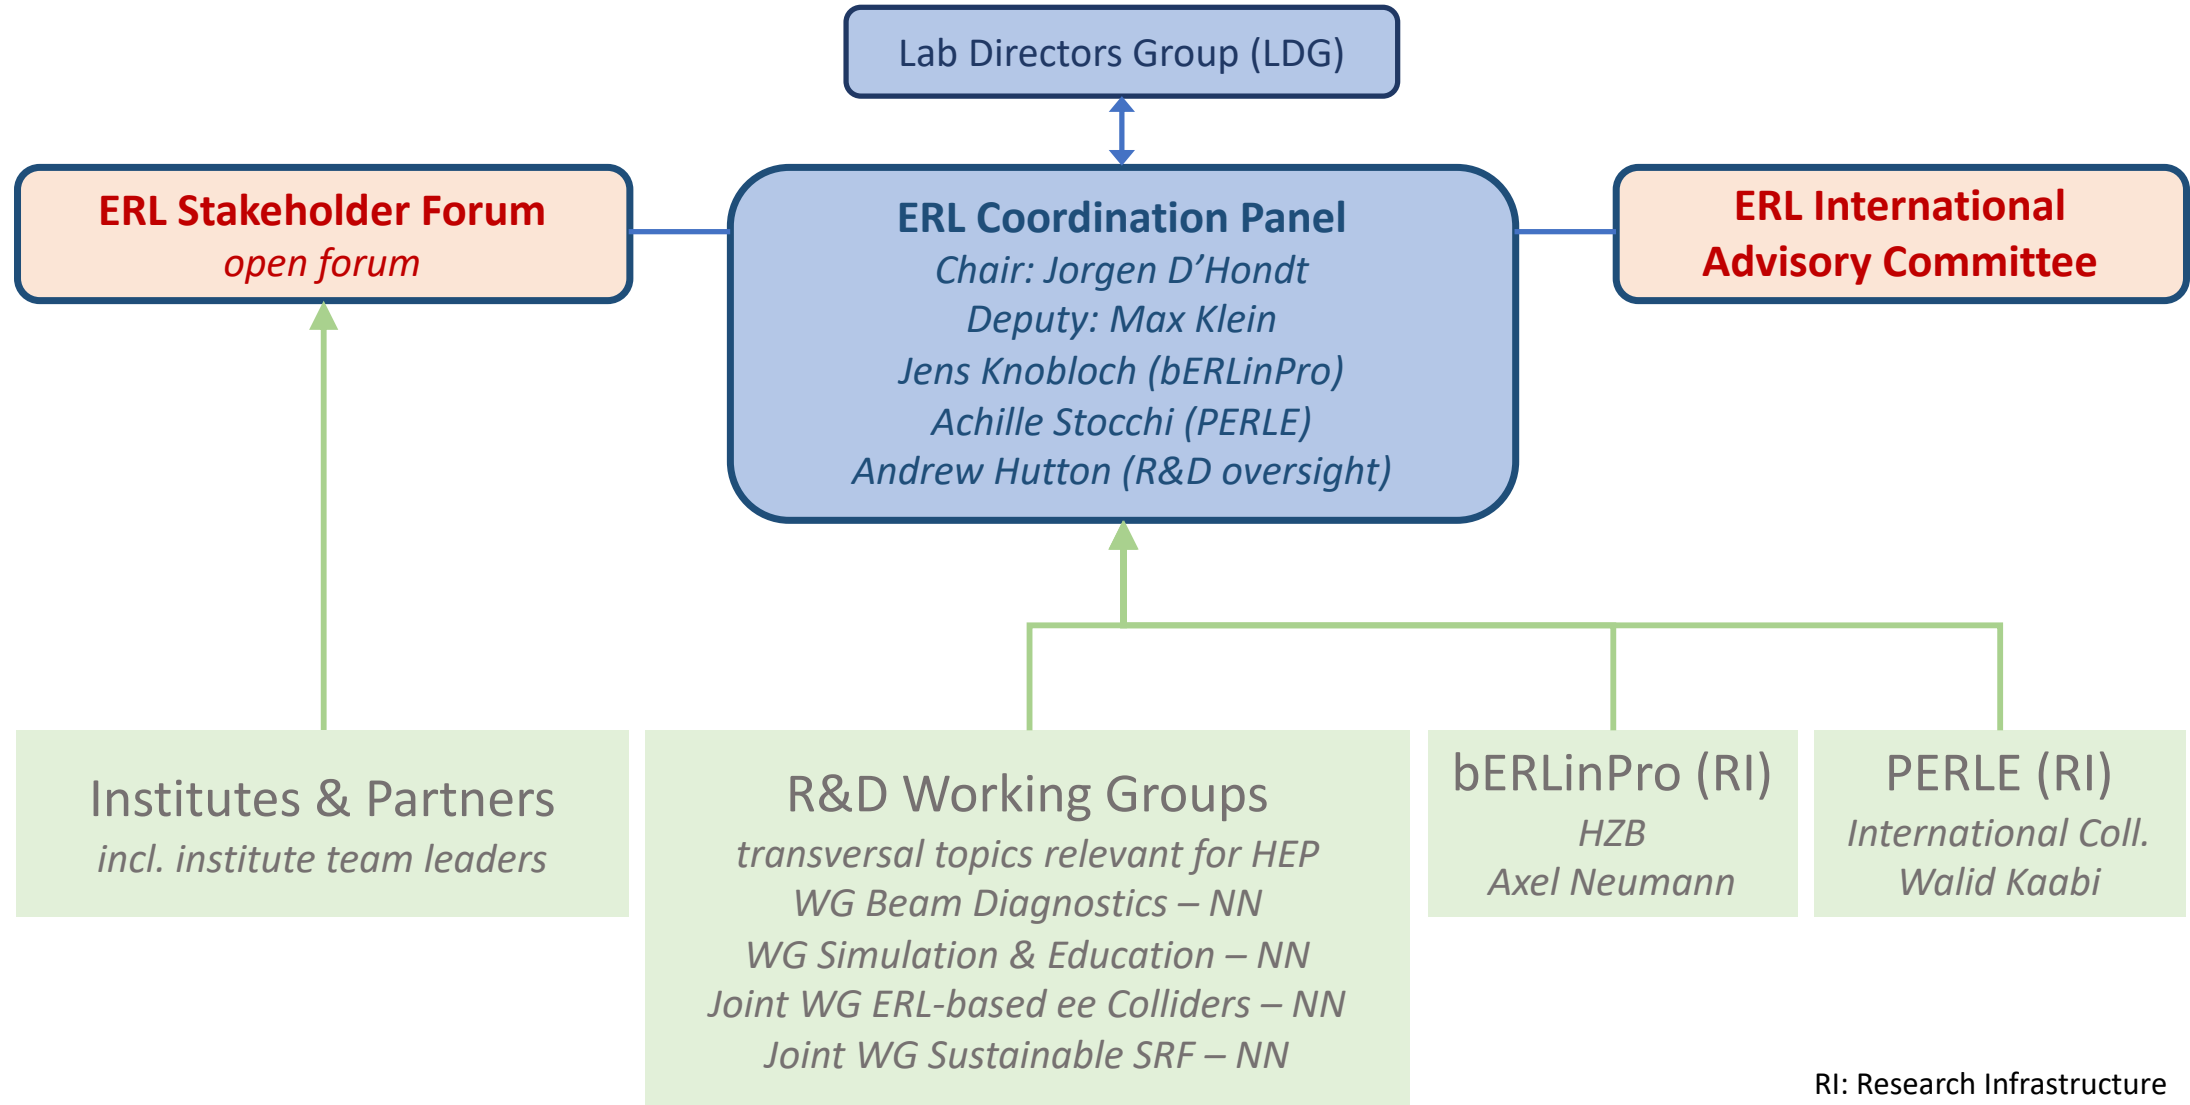 Lab Directors Group (LDG)
ERL Stakeholder Forum
open forum
ERL Coordination Panel
Chair: Jorgen D’Hondt
Deputy: Max Klein
Jens Knobloch (bERLinPro)
Achille Stocchi (PERLE)
Andrew Hutton (R&D oversight)
ERL International
Advisory Committee
Institutes & Partners
incl. institute team leaders
R&D Working Groups
transversal topics relevant for HEP
WG Beam Diagnostics – NN
WG Simulation & Education – NN
Joint WG ERL-based ee Colliders – NN
Joint WG Sustainable SRF – NN
bERLinPro (RI)
HZB
Axel Neumann
PERLE (RI)
International Coll.
Walid Kaabi
RI: Research Infrastructure